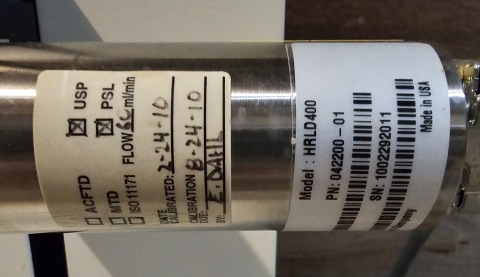 ☐ ACFTD ☒ USP
☐ MTD ☒ PSL
☐ ISO 11171 FLOW 60 ml/min
DATE CALIBRATED: 2-24-10
CALIBRATION DUE: 8-24-10
BY: E. DAHL
Model : HRLD400
PN: 042200-01
SN: 1002292011
Made in USA